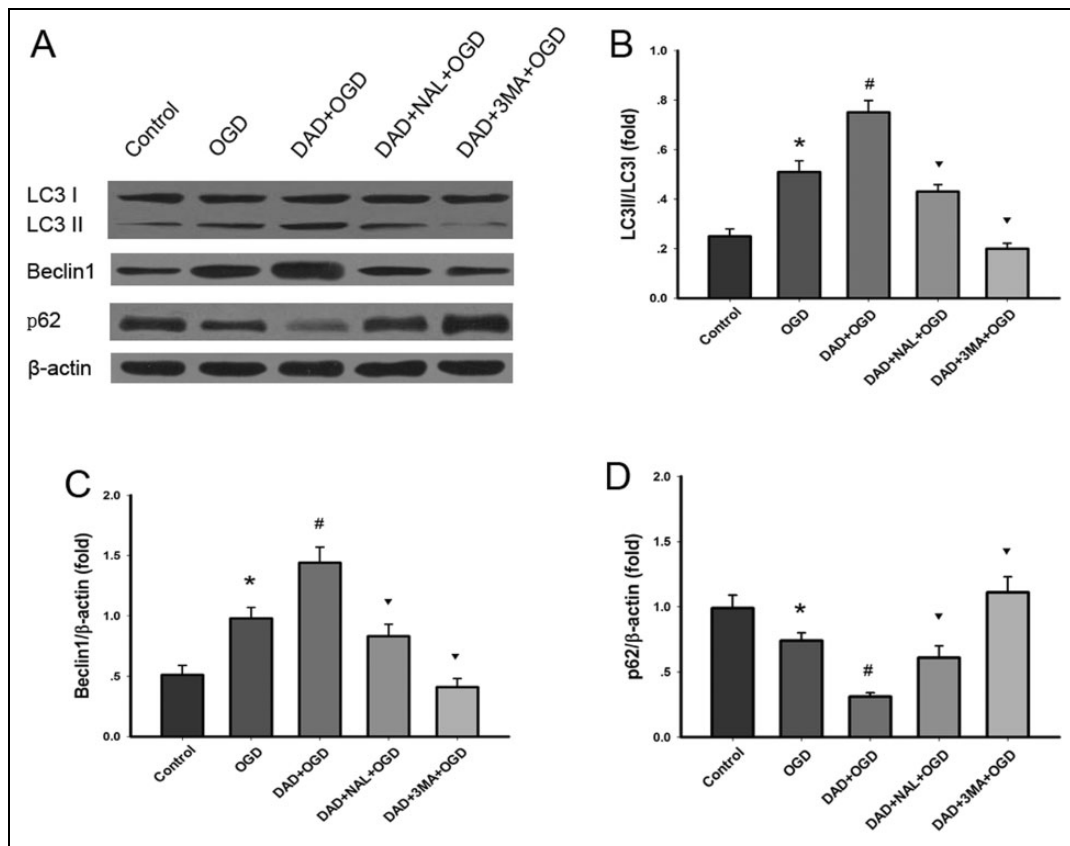 A
Control
OGD
DAD+OGD
DAD+NAL+OGD
DAD+3MA+OGD
LC3 I
LC3 II
Beclin1
p62
β-actin
B
LC3II/LC3I (fold)
1.0
.8
.6
.4
.2
0.0
*
#
▾
▾
Control
OGD
DAD+OGD
DAD+NAL+OGD
DAD+3MA+OGD
C
Beclin1/β-actin (fold)
2.0
1.5
1.0
.5
0.0
*
#
▾
▾
Control
OGD
DAD+OGD
DAD+NAL+OGD
DAD+3MA+OGD
D
p62/β-actin (fold)
2.0
1.5
1.0
.5
0.0
*
#
▾
▾
Control
OGD
DAD+OGD
DAD+NAL+OGD
DAD+3MA+OGD